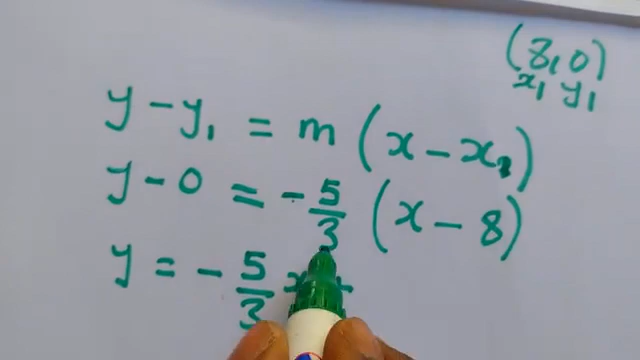 (8, 0)
x₁ y₁
y - y₁ = m (x - x₁)
y - 0 = - 5/3 (x - 8)
y = - 5/3 x +